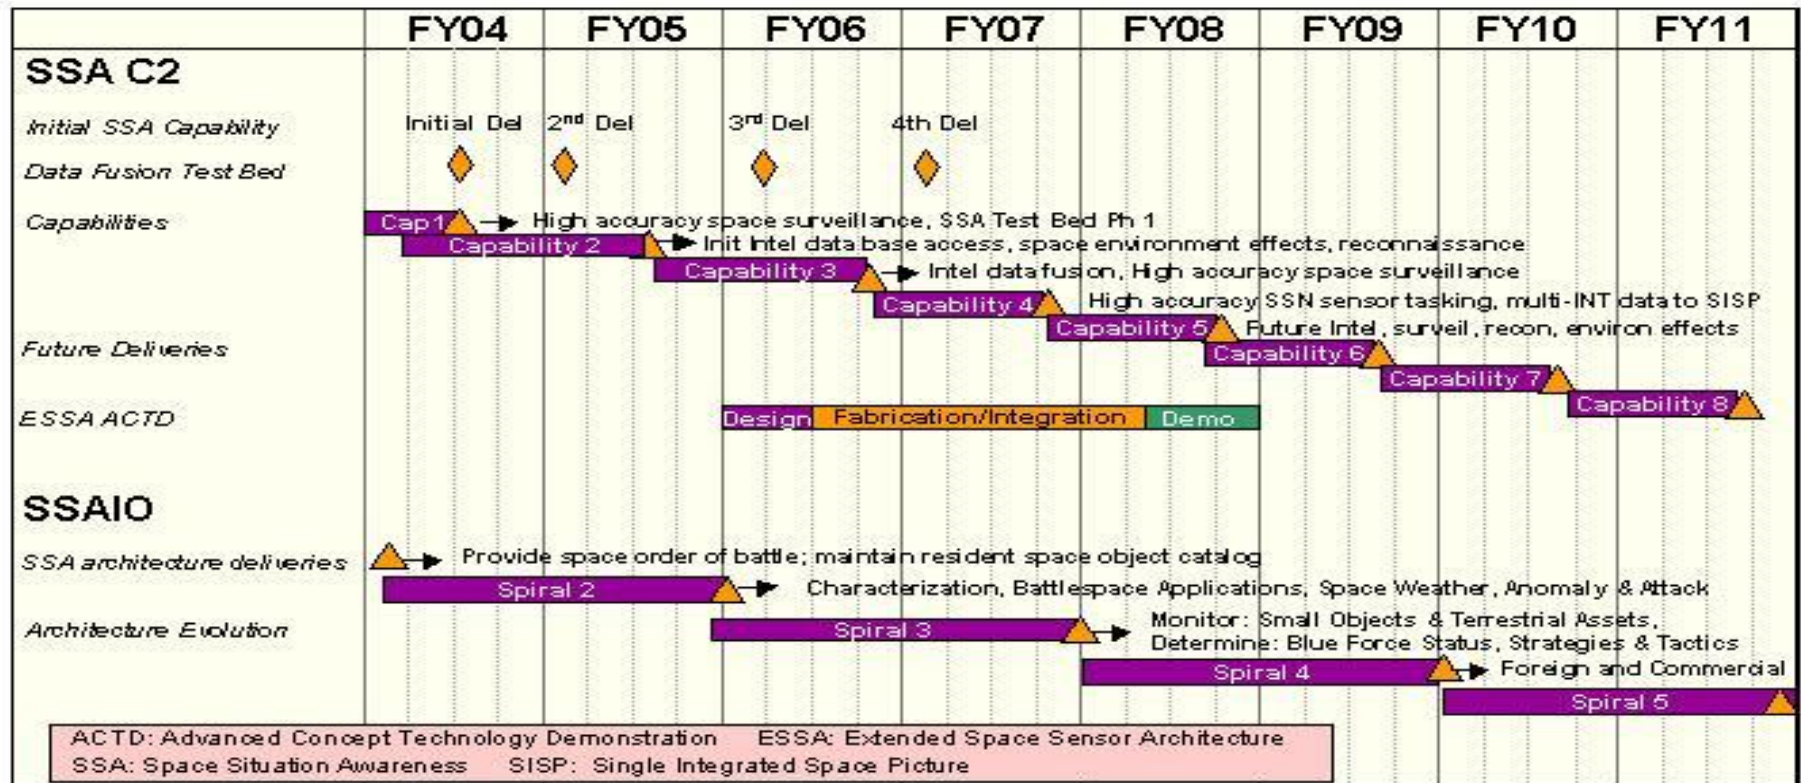 FY04 FY05 FY06 FY07 FY08 FY09 FY10 FY11
SSA C2
Initial SSA Capability
Initial Del 2nd Del 3rd Del 4th Del
Data Fusion Test Bed
Capabilities
Cap1 High accuracy space surveillance, SSA Test Bed Ph 1
Capability 2 Init Intel data base access, space environment effects, reconnaissance
Capability 3 Intel data fusion, High accuracy space surveillance
Capability 4 High accuracy SSN sensor tasking, multi-INT data to SISP
Capability 5 Future Intel, surveil, recon, environ effects
Future Deliveries
Capability 6
Capability 7
Capability 8
ESSA ACTD
Design Fabrication/Integration Demo
SSAIO
SSA architecture deliveries
Provide space order of battle; maintain resident space object catalog
Spiral 2 Characterization, Battlespace Applications, Space Weather, Anomaly & Attack
Architecture Evolution
Spiral 3 Monitor: Small Objects & Terrestrial Assets,
Determine: Blue Force Status, Strategies & Tactics
Spiral 4 Foreign and Commercial
Spiral 5
ACTD: Advanced Concept Technology Demonstration ESSA: Extended Space Sensor Architecture
SSA: Space Situation Awareness SISP: Single Integrated Space Picture